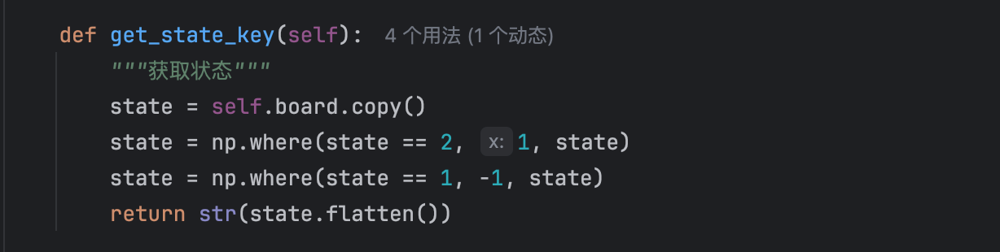 def get_state_key(self): 4 个用法 (1 个动态)
"""获取状态"""
state = self.board.copy()
state = np.where(state == 2, x: 1, state)
state = np.where(state == 1, -1, state)
return str(state.flatten())